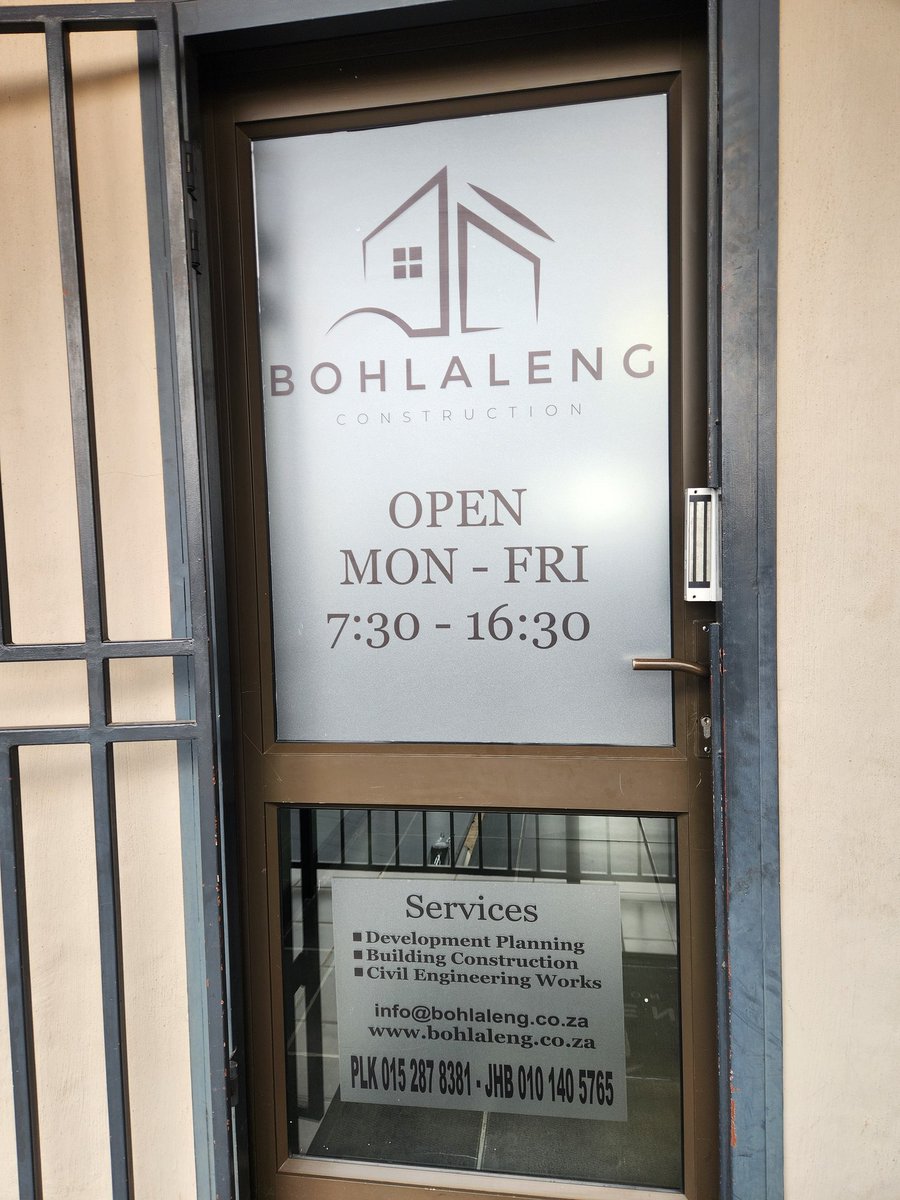 BOHLALENG
CONSTRUCTION
OPEN
MON - FRI
7:30 - 16:30
Services
Development Planning
Building Construction
Civil Engineering Works
info@bohlaleng.co.za
www.bohlaleng.co.za
PLK 015 287 8381 - JHB 010 140 5765